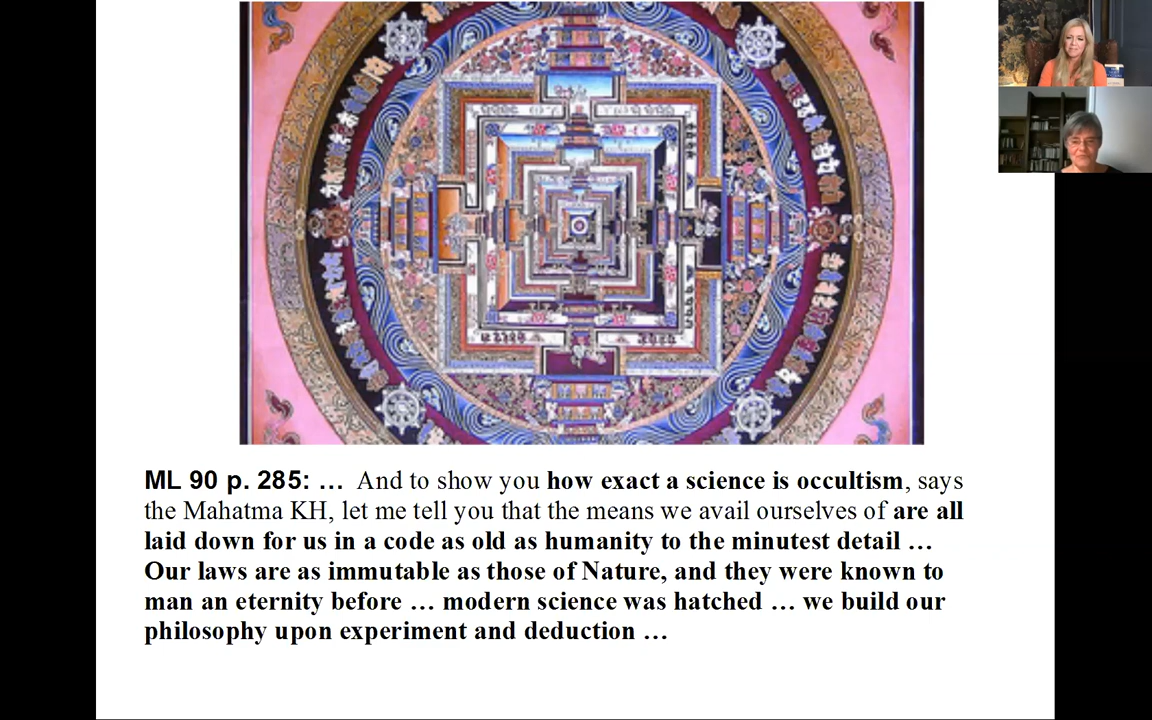 ML 90 p. 285: … And to show you how exact a science is occultism, says
the Mahatma KH, let me tell you that the means we avail ourselves of are all
laid down for us in a code as old as humanity to the minutest detail …
Our laws are as immutable as those of Nature, and they were known to
man an eternity before … modern science was hatched … we build our
philosophy upon experiment and deduction …